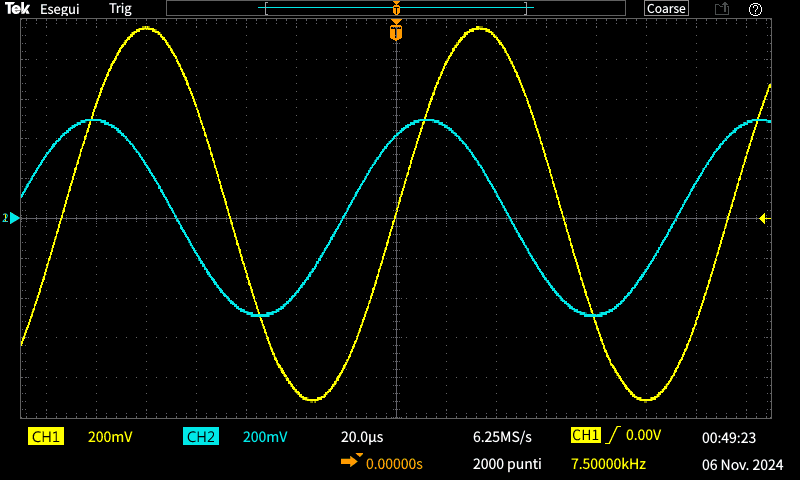 Tek Esegui Trig T Coarse ?
T
2
CH1 200mV CH2 200mV 20.0µs 6.25MS/s CH1 0.00V 00:49:23
0.00000s 2000 punti 7.50000kHz 06 Nov. 2024